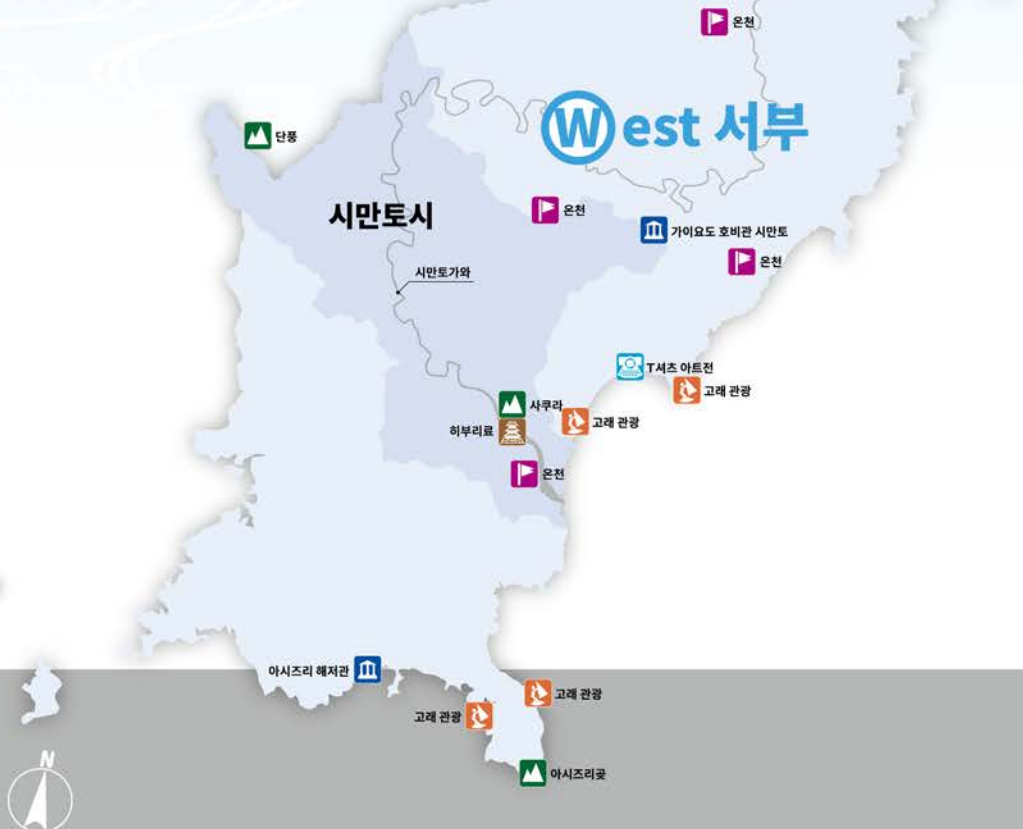 온천
West 서부
단풍
시만토시
온천
가이요도 호비관 시만토
온천
시만토가와
T셔츠 아트전
고래 관광
사쿠라
고래 관광
히부리료
온천
아시즈리 해저관
고래 관광
고래 관광
아시즈리곶
N